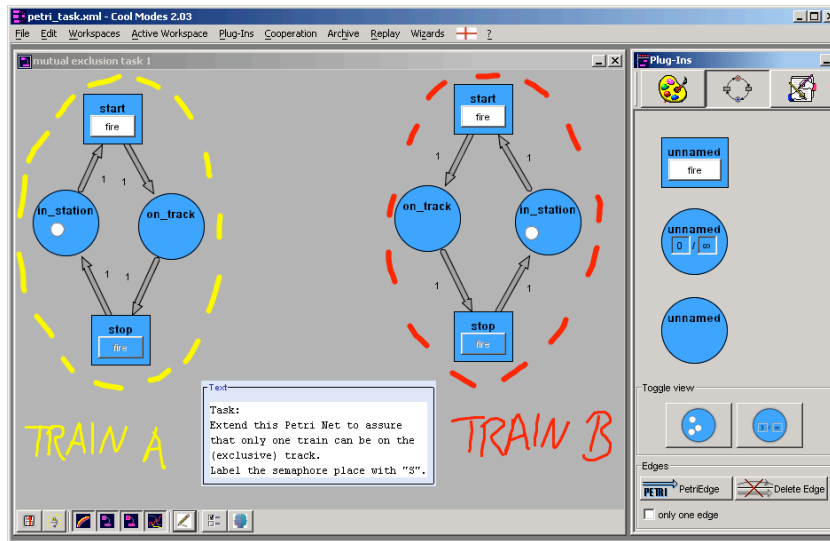 petri_task.xml - Cool Modes 2.03
File Edit Workspaces Active Workspace Plug-Ins Cooperation Archive Replay Wizards ?
mutual exclusion task 1
Plug-Ins
start
fire
start
fire
unnamed
fire
1 1
1 1
in_station
on_track
on_track
in_station
unnamed
0 / ∞
1 1
1 1
stop
fire
stop
fire
unnamed
Text
Task:
Extend this Petri Net to assure
that only one train can be on the
(exclusive) track.
Label the semaphore place with "S".
TRAIN A
TRAIN B
Toggle view
Edges
PETRI PetriEdge
Delete Edge
only one edge